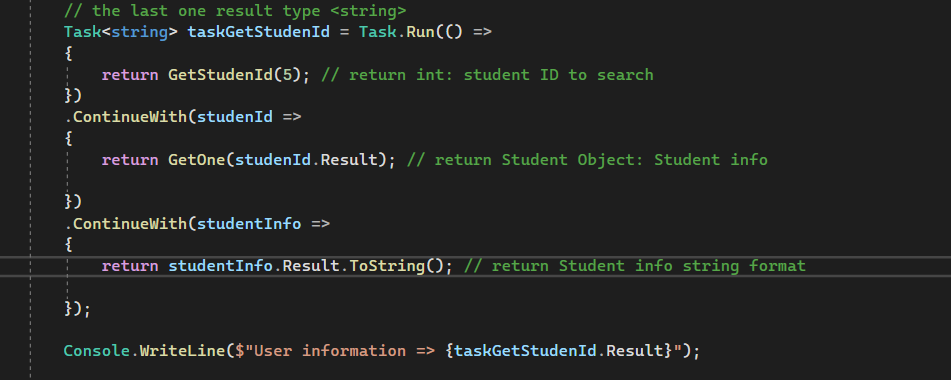 // the last one result type <string>
Task<string> taskGetStudenId = Task.Run(() =>
{
return GetStudenId(5); // return int: student ID to search
})
.ContinueWith(studenId =>
{
return GetOne(studenId.Result); // return Student Object: Student info
})
.ContinueWith(studentInfo =>
{
return studentInfo.Result.ToString(); // return Student info string format
});
Console.WriteLine($"User information => {taskGetStudenId.Result}");